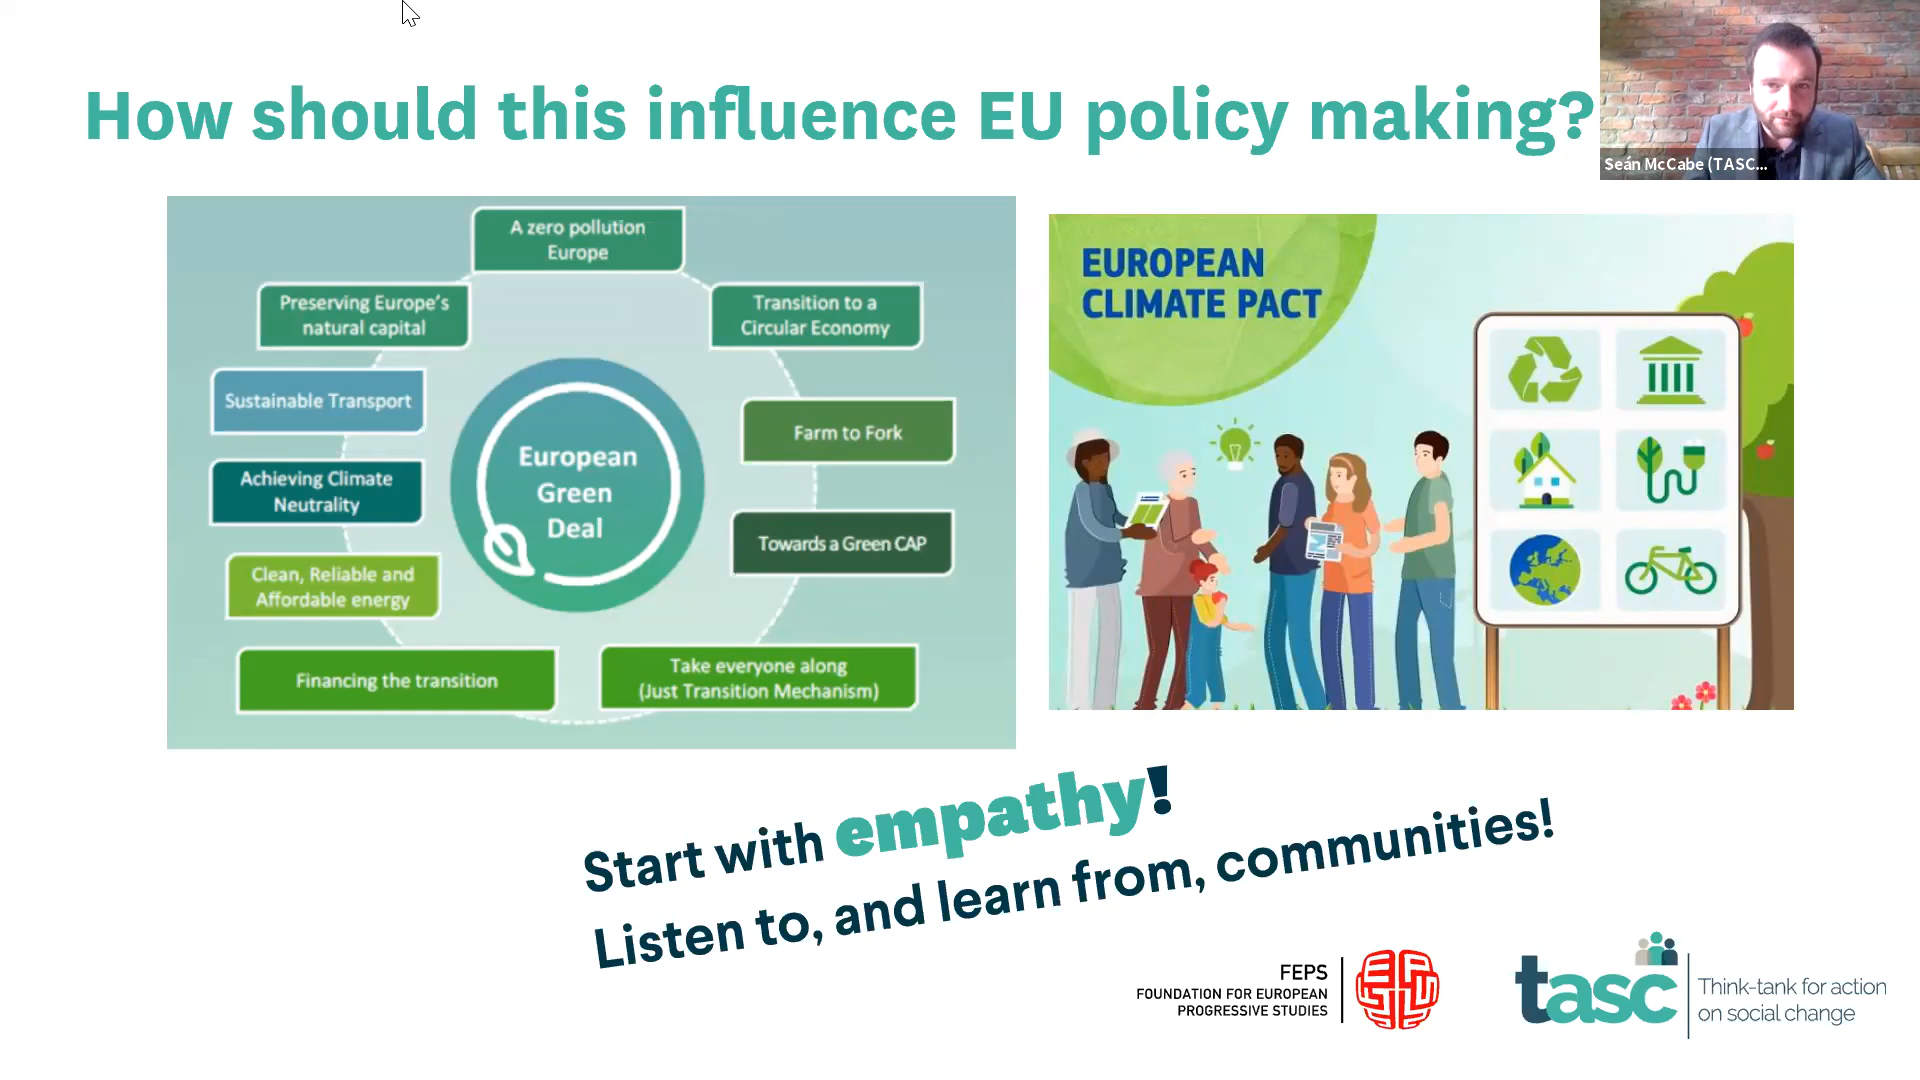 How should this influence EU policy making?
Seán McCabe (TASC...
A zero pollution
Europe
Preserving Europe's
natural capital
Transition to a
Circular Economy
Sustainable Transport
Farm to Fork
Achieving Climate
Neutrality
European
Green
Deal
Towards a Green CAP
Clean, Reliable and
Affordable energy
Financing the transition
Take everyone along
(Just Transition Mechanism)
EUROPEAN
CLIMATE PACT
Start with empathy!
Listen to, and learn from, communities!
FEPS
FOUNDATION FOR EUROPEAN
PROGRESSIVE STUDIES
tasc
Think-tank for action
on social change